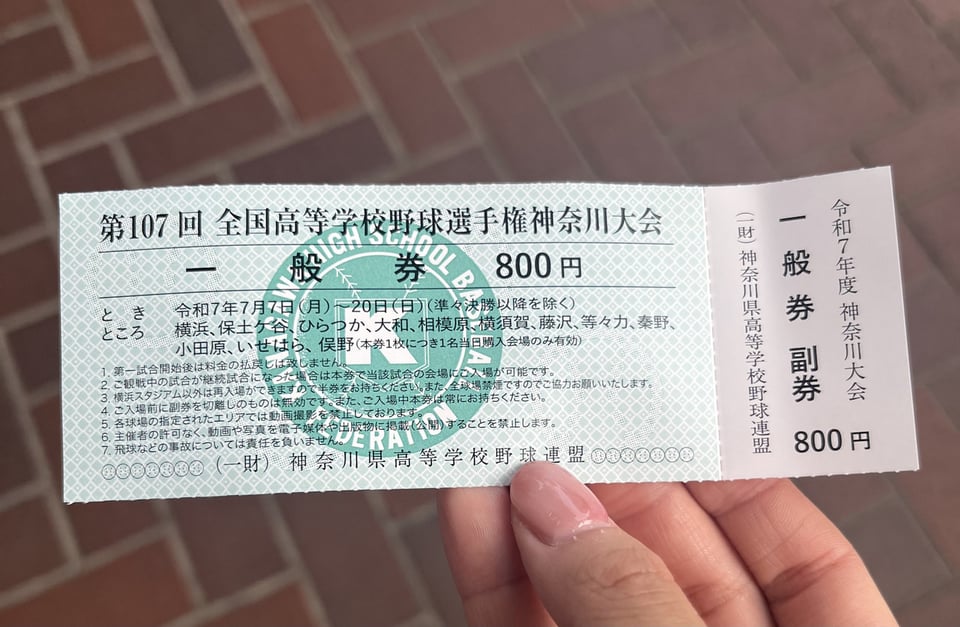 第107回 全国高等学校野球選手権神奈川大会
一般券 800円
とき 令和7年7月7日(月)―20日(日)(準々決勝以降を除く)
ところ 横浜、保土ケ谷、ひらつか、大和、相模原、横須賀、藤沢、等々力、秦野、
小田原、いせはら、俣野(本券1枚につき1名当日購入会場のみ有効)
1. 第一試合開始後は料金の払戻しは致しません。
2. ご観戦中の試合が継続試合になった場合は本券で当該試合の会場にご入場が可能です。
3. 横浜スタジアム以外は再入場ができますので半券をお持ちください。また、全球場禁煙ですのでご協力お願いいたします。
4. ご入場前に副券を切離しのものは無効です。また、ご入場中本券は常にお持ちください。
5. 各球場の指定されたエリアでは動画撮影を禁止しております。
6. 主催者の許可なく、動画や写真を電子媒体や出版物に掲載(公開)することを禁止します。
7. 飛球などの事故については責任を負いません。
(一財) 神奈川県高等学校野球連盟
HIGH SCHOOL
K
令和7年度 神奈川大会
一般券 副券
(一財)神奈川県高等学校野球連盟
800円